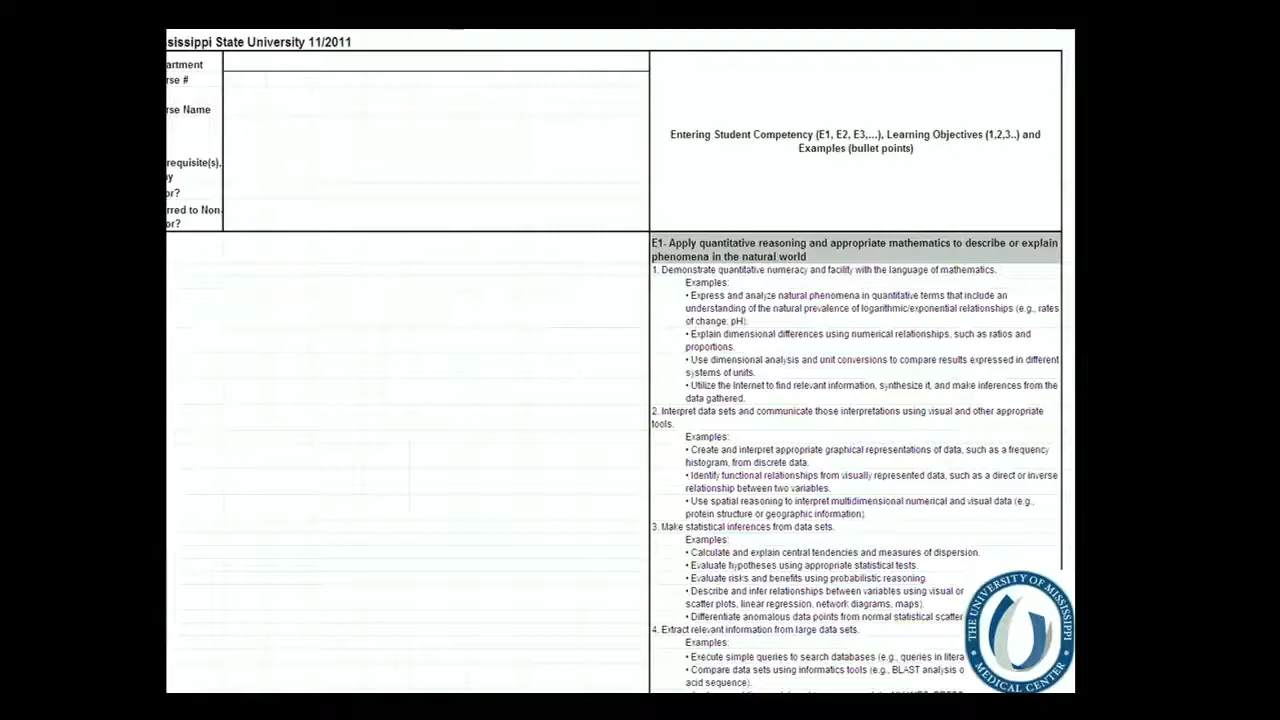 sissippi State University 11/2011
artment
rse #
rse Name
requisite(s),
y
or?
rred to Non-
or?
Entering Student Competency (E1, E2, E3,...), Learning Objectives (1,2,3..) and
Examples (bullet points)
E1- Apply quantitative reasoning and appropriate mathematics to describe or explain
phenomena in the natural world
1. Demonstrate quantitative numeracy and facility with the language of mathematics.
Examples:
• Express and analyze natural phenomena in quantitative terms that include an
understanding of the natural prevalence of logarithmic/exponential relationships (e.g., rates
of change, pH).
• Explain dimensional differences using numerical relationships, such as ratios and
proportions.
• Use dimensional analysis and unit conversions to compare results expressed in different
systems of units.
• Utilize the Internet to find relevant information, synthesize it, and make inferences from the
data gathered.
2. Interpret data sets and communicate those interpretations using visual and other appropriate
tools.
Examples:
• Create and interpret appropriate graphical representations of data, such as a frequency
histogram, from discrete data.
• Identify functional relationships from visually represented data, such as a direct or inverse
relationship between two variables.
• Use spatial reasoning to interpret multidimensional numerical and visual data (e.g.,
protein structure or geographic information).
3. Make statistical inferences from data sets.
Examples:
• Calculate and explain central tendencies and measures of dispersion.
• Evaluate hypotheses using appropriate statistical tests.
• Evaluate risks and benefits using probabilistic reasoning.
• Describe and infer relationships between variables using visual or
scatter plots, linear regression, network diagrams, maps).
• Differentiate anomalous data points from normal statistical scatter
4. Extract relevant information from large data sets.
Examples:
• Execute simple queries to search databases (e.g., queries in litera
• Compare data sets using informatics tools (e.g., BLAST analysis o
acid sequence).
THE UNIVERSITY OF MISSISSIPPI
MEDICAL CENTER